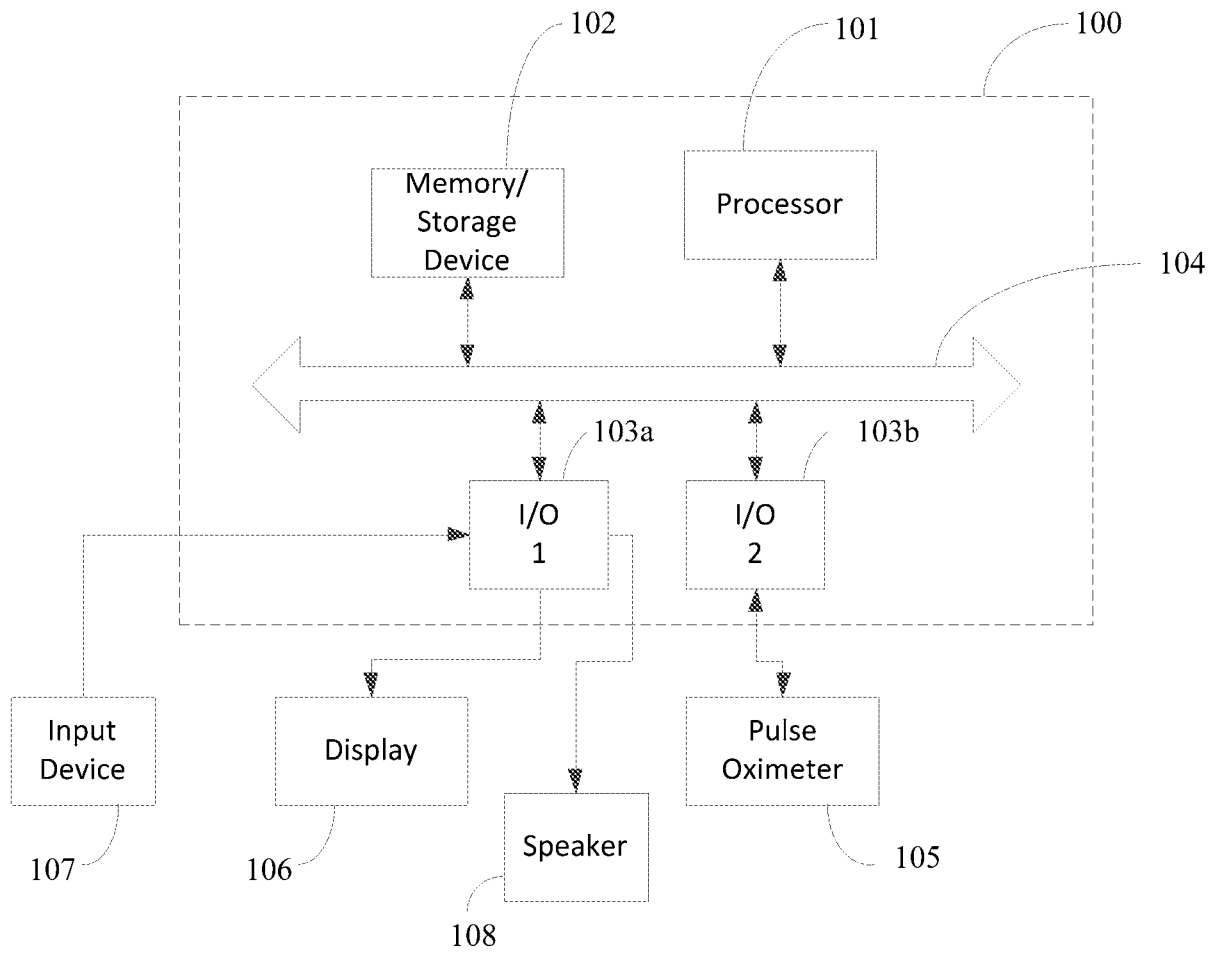 102
101
100
Memory/
Storage
Device
Processor
104
103a
103b
I/O
1
I/O
2
Input
Device
Display
Pulse
Oximeter
Speaker
107
106
105
108